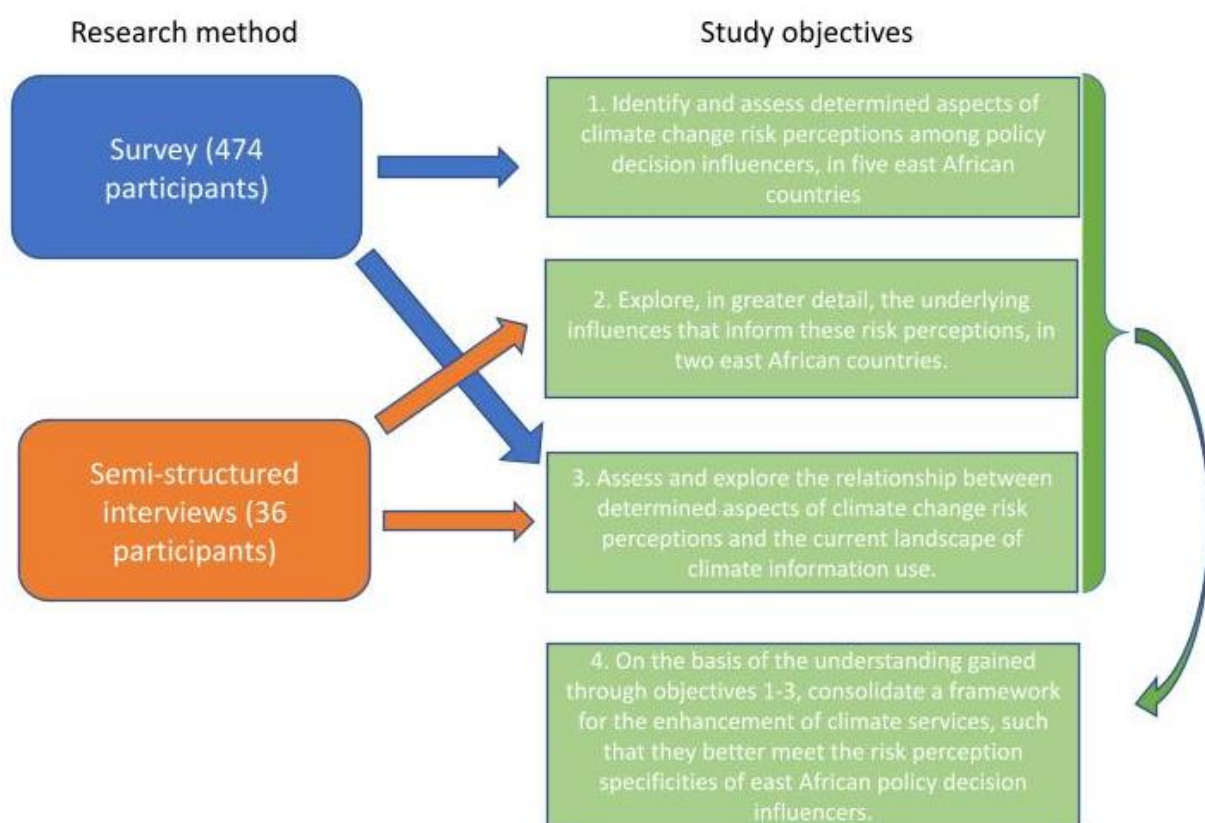 Research method
Study objectives
Survey (474
participants)
1. Identify and assess determined aspects of
climate change risk perceptions among policy
decision influencers, in five east African
countries
2. Explore, in greater detail, the underlying
influences that inform these risk perceptions, in
two east African countries.
Semi-structured
interviews (36
participants)
3. Assess and explore the relationship between
determined aspects of climate change risk
perceptions and the current landscape of
climate information use.
4. On the basis of the understanding gained
through objectives 1-3, consolidate a framework
for the enhancement of climate services, such
that they better meet the risk perception
specificities of east African policy decision
influencers.